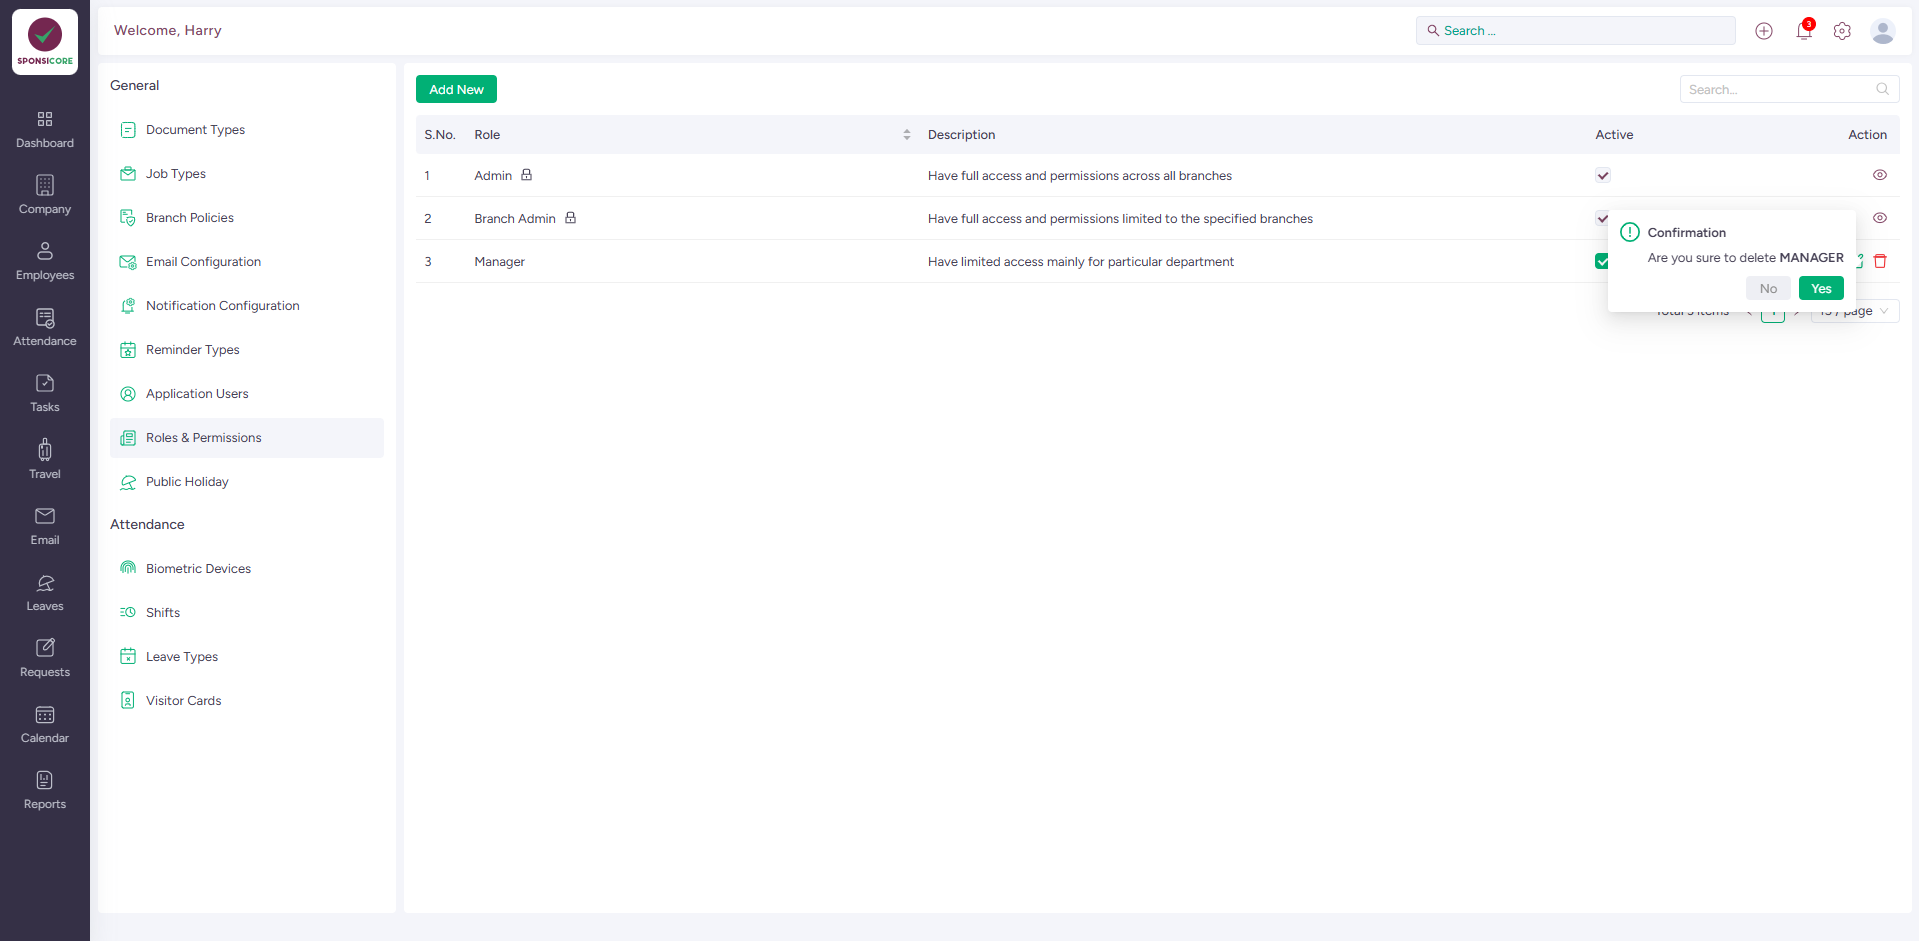 SPONSICORE
Welcome, Harry
Search ...
3
Dashboard
Company
Employees
Attendance
Tasks
Travel
Email
Leaves
Requests
Calendar
Reports
General
Document Types
Job Types
Branch Policies
Email Configuration
Notification Configuration
Reminder Types
Application Users
Roles & Permissions
Public Holiday
Attendance
Biometric Devices
Shifts
Leave Types
Visitor Cards
Add New
Search...
S.No. Role Description Active Action
1 Admin Have full access and permissions across all branches
2 Branch Admin Have full access and permissions limited to the specified branches
3 Manager Have limited access mainly for particular department
Confirmation
Are you sure to delete MANAGER
No Yes
Total 3 items 1 15 / page